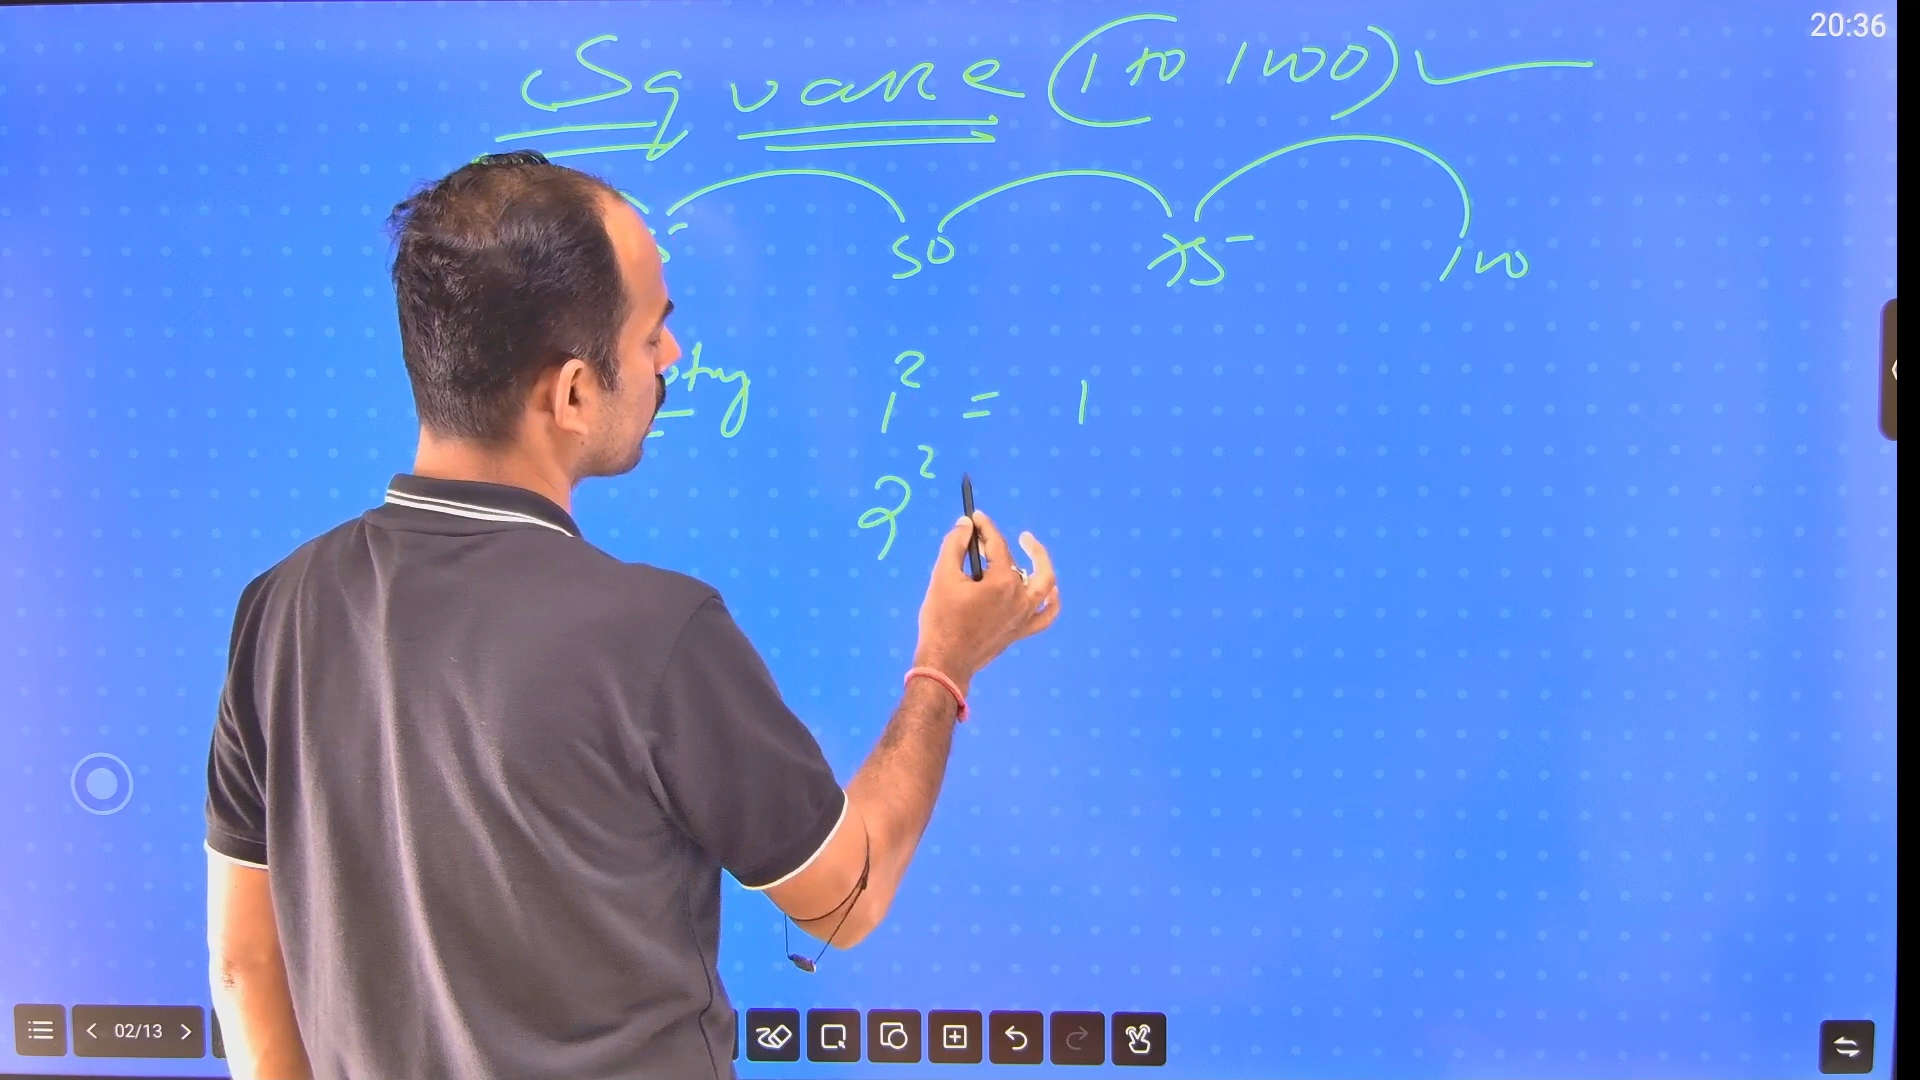 20:36
Square (1 to 100)
50 75 100
1² = 1
2²
02/13